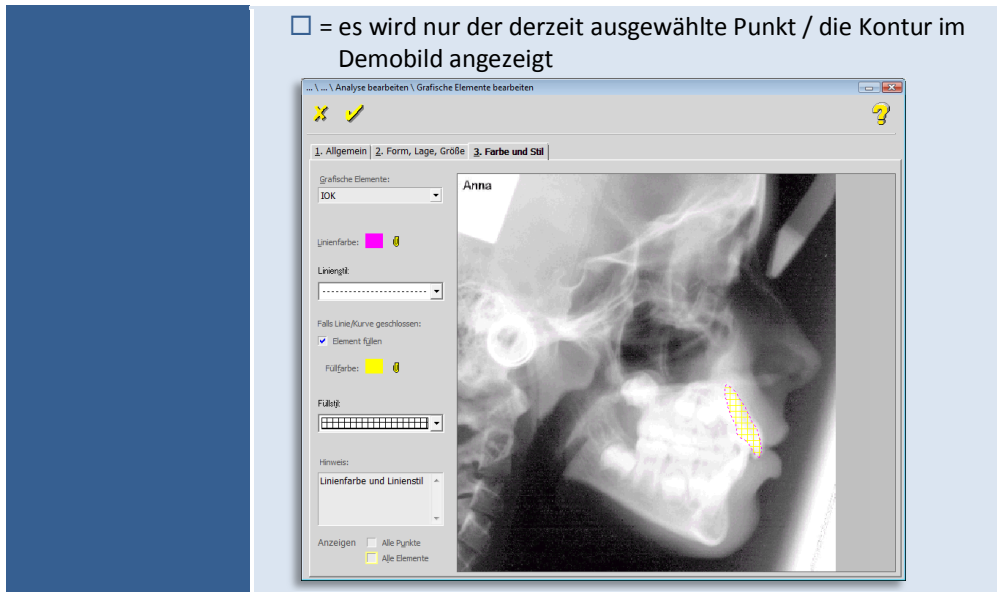 ☐ = es wird nur der derzeit ausgewählte Punkt / die Kontur im
Demobild angezeigt
... \ ... \ Analyse bearbeiten \ Grafische Elemente bearbeiten
1. Allgemein 2. Form, Lage, Größe 3. Farbe und Stil
Grafische Elemente:
IOK
Linienfarbe:
Linienstil:
Falls Linie/Kurve geschlossen:
Element füllen
Füllfarbe:
Füllstil:
Hinweis:
Linienfarbe und Linienstil
Anzeigen Alle Punkte
Alle Elemente
Anna